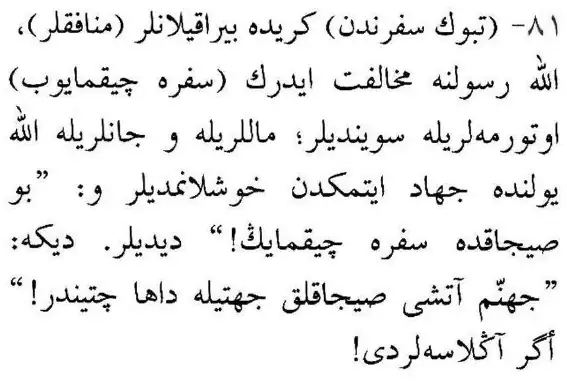 ٨١- (تبوك سفرندن) كريده بيراقيلانلر (منافقلر)،
الله رسولنه مخالفت ايدرك (سفره چيقمايوب)
اوتورمه‌لريله سوينديلر؛ ماللريله و جانلريله الله
يولنده جهاد ايتمكدن خوشلانمديلر و: ”بو
صيجاقده سفره چيقمايڭ!“ ديديلر. ديكه:
”جهنّم آتشى صيجاقلق جهتيله داها چتيندر!“
أگر آڭلاسه‌لردى!